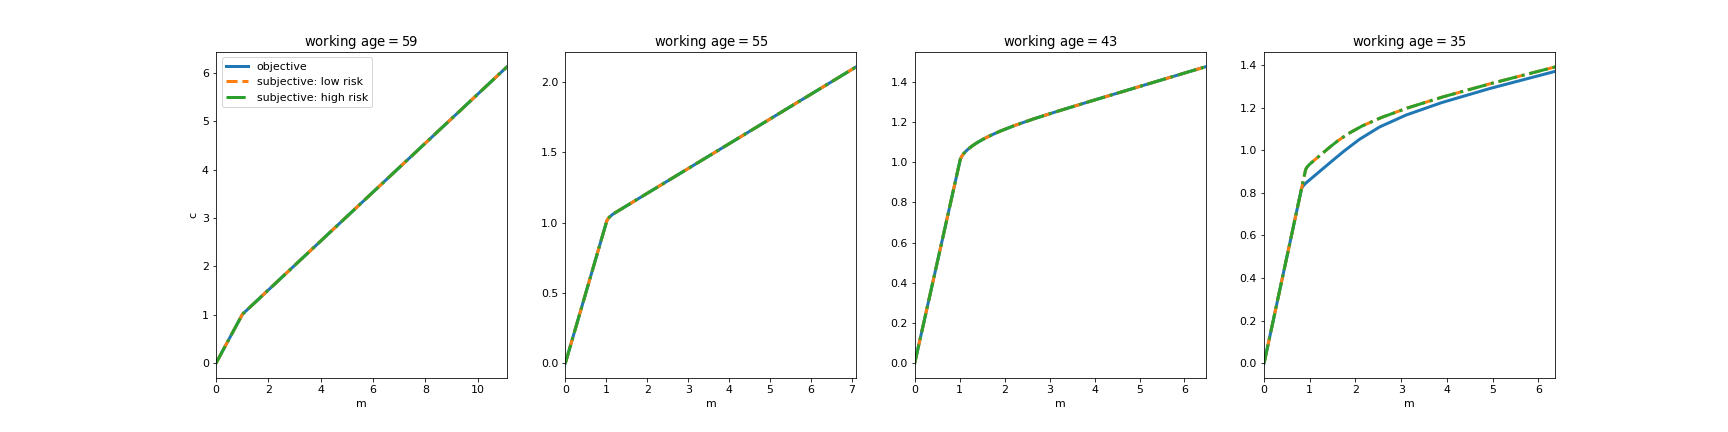 working age = 59
objective
subjective: low risk
subjective: high risk
6
5
4
3
2
1
0
c
0 2 4 6 8 10
m
working age = 55
2.0
1.5
1.0
0.5
0.0
0 1 2 3 4 5 6 7
m
working age = 43
1.4
1.2
1.0
0.8
0.6
0.4
0.2
0.0
0 1 2 3 4 5 6
m
working age = 35
1.4
1.2
1.0
0.8
0.6
0.4
0.2
0.0
0 1 2 3 4 5 6
m